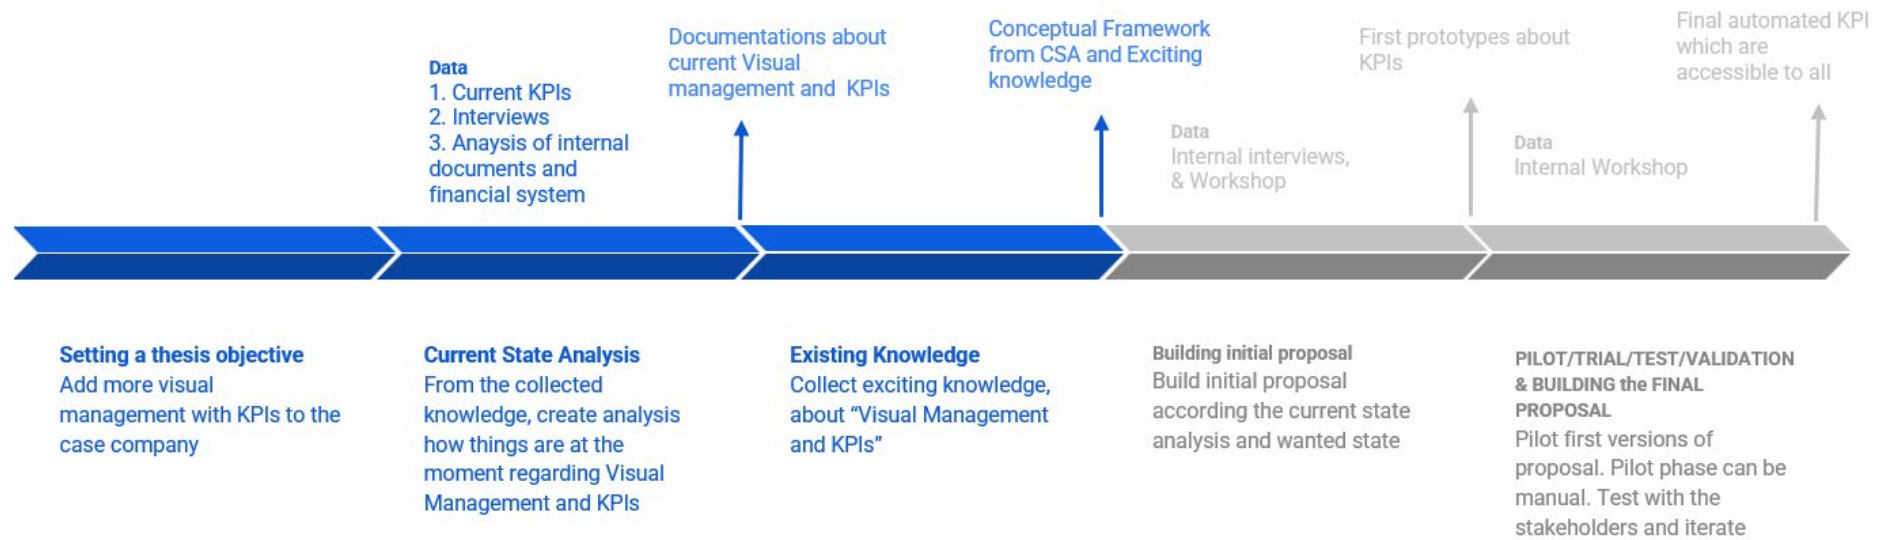 Data
1. Current KPIs
2. Interviews
3. Anaysis of internal
documents and
financial system
Documentations about
current Visual
management and KPIs
Conceptual Framework
from CSA and Exciting
knowledge
Data
Internal interviews,
& Workshop
First prototypes about
KPIs
Data
Internal Workshop
Final automated KPI
which are
accessible to all
Setting a thesis objective
Add more visual
management with KPIs to the
case company
Current State Analysis
From the collected
knowledge, create analysis
how things are at the
moment regarding Visual
Management and KPIs
Existing Knowledge
Collect exciting knowledge,
about “Visual Management
and KPIs”
Building initial proposal
Build initial proposal
according the current state
analysis and wanted state
PILOT/TRIAL/TEST/VALIDATION
& BUILDING the FINAL
PROPOSAL
Pilot first versions of
proposal. Pilot phase can be
manual. Test with the
stakeholders and iterate